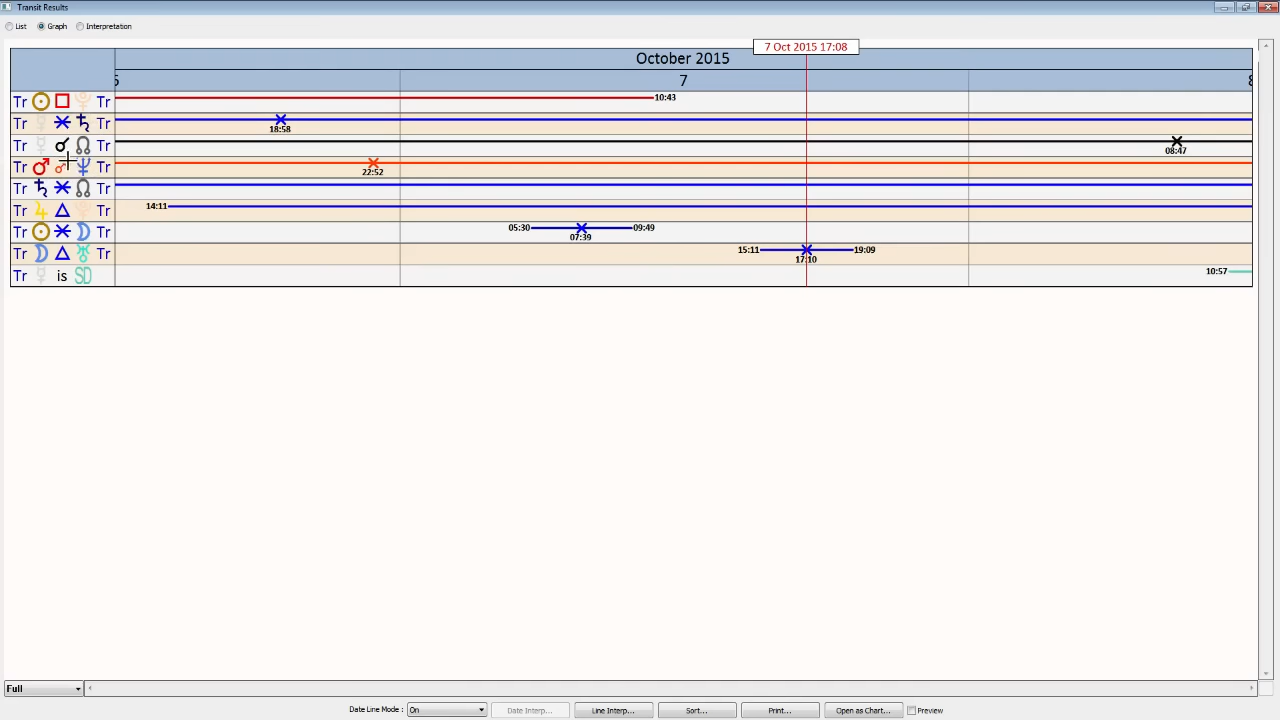 Transit Results
List Graph Interpretation
7 Oct 2015 17:08
October 2015
7
Tr Tr 10:43
Tr Tr 18:58
Tr Tr 08:47
Tr Tr 22:52
Tr Tr
Tr Tr 14:11
Tr Tr 05:30 07:39 09:49
Tr Tr 15:11 17:10 19:09
Tr is SD 10:57
Full
Date Line Mode : On Date Interp... Line Interp... Sort... Print... Open as Chart... Preview